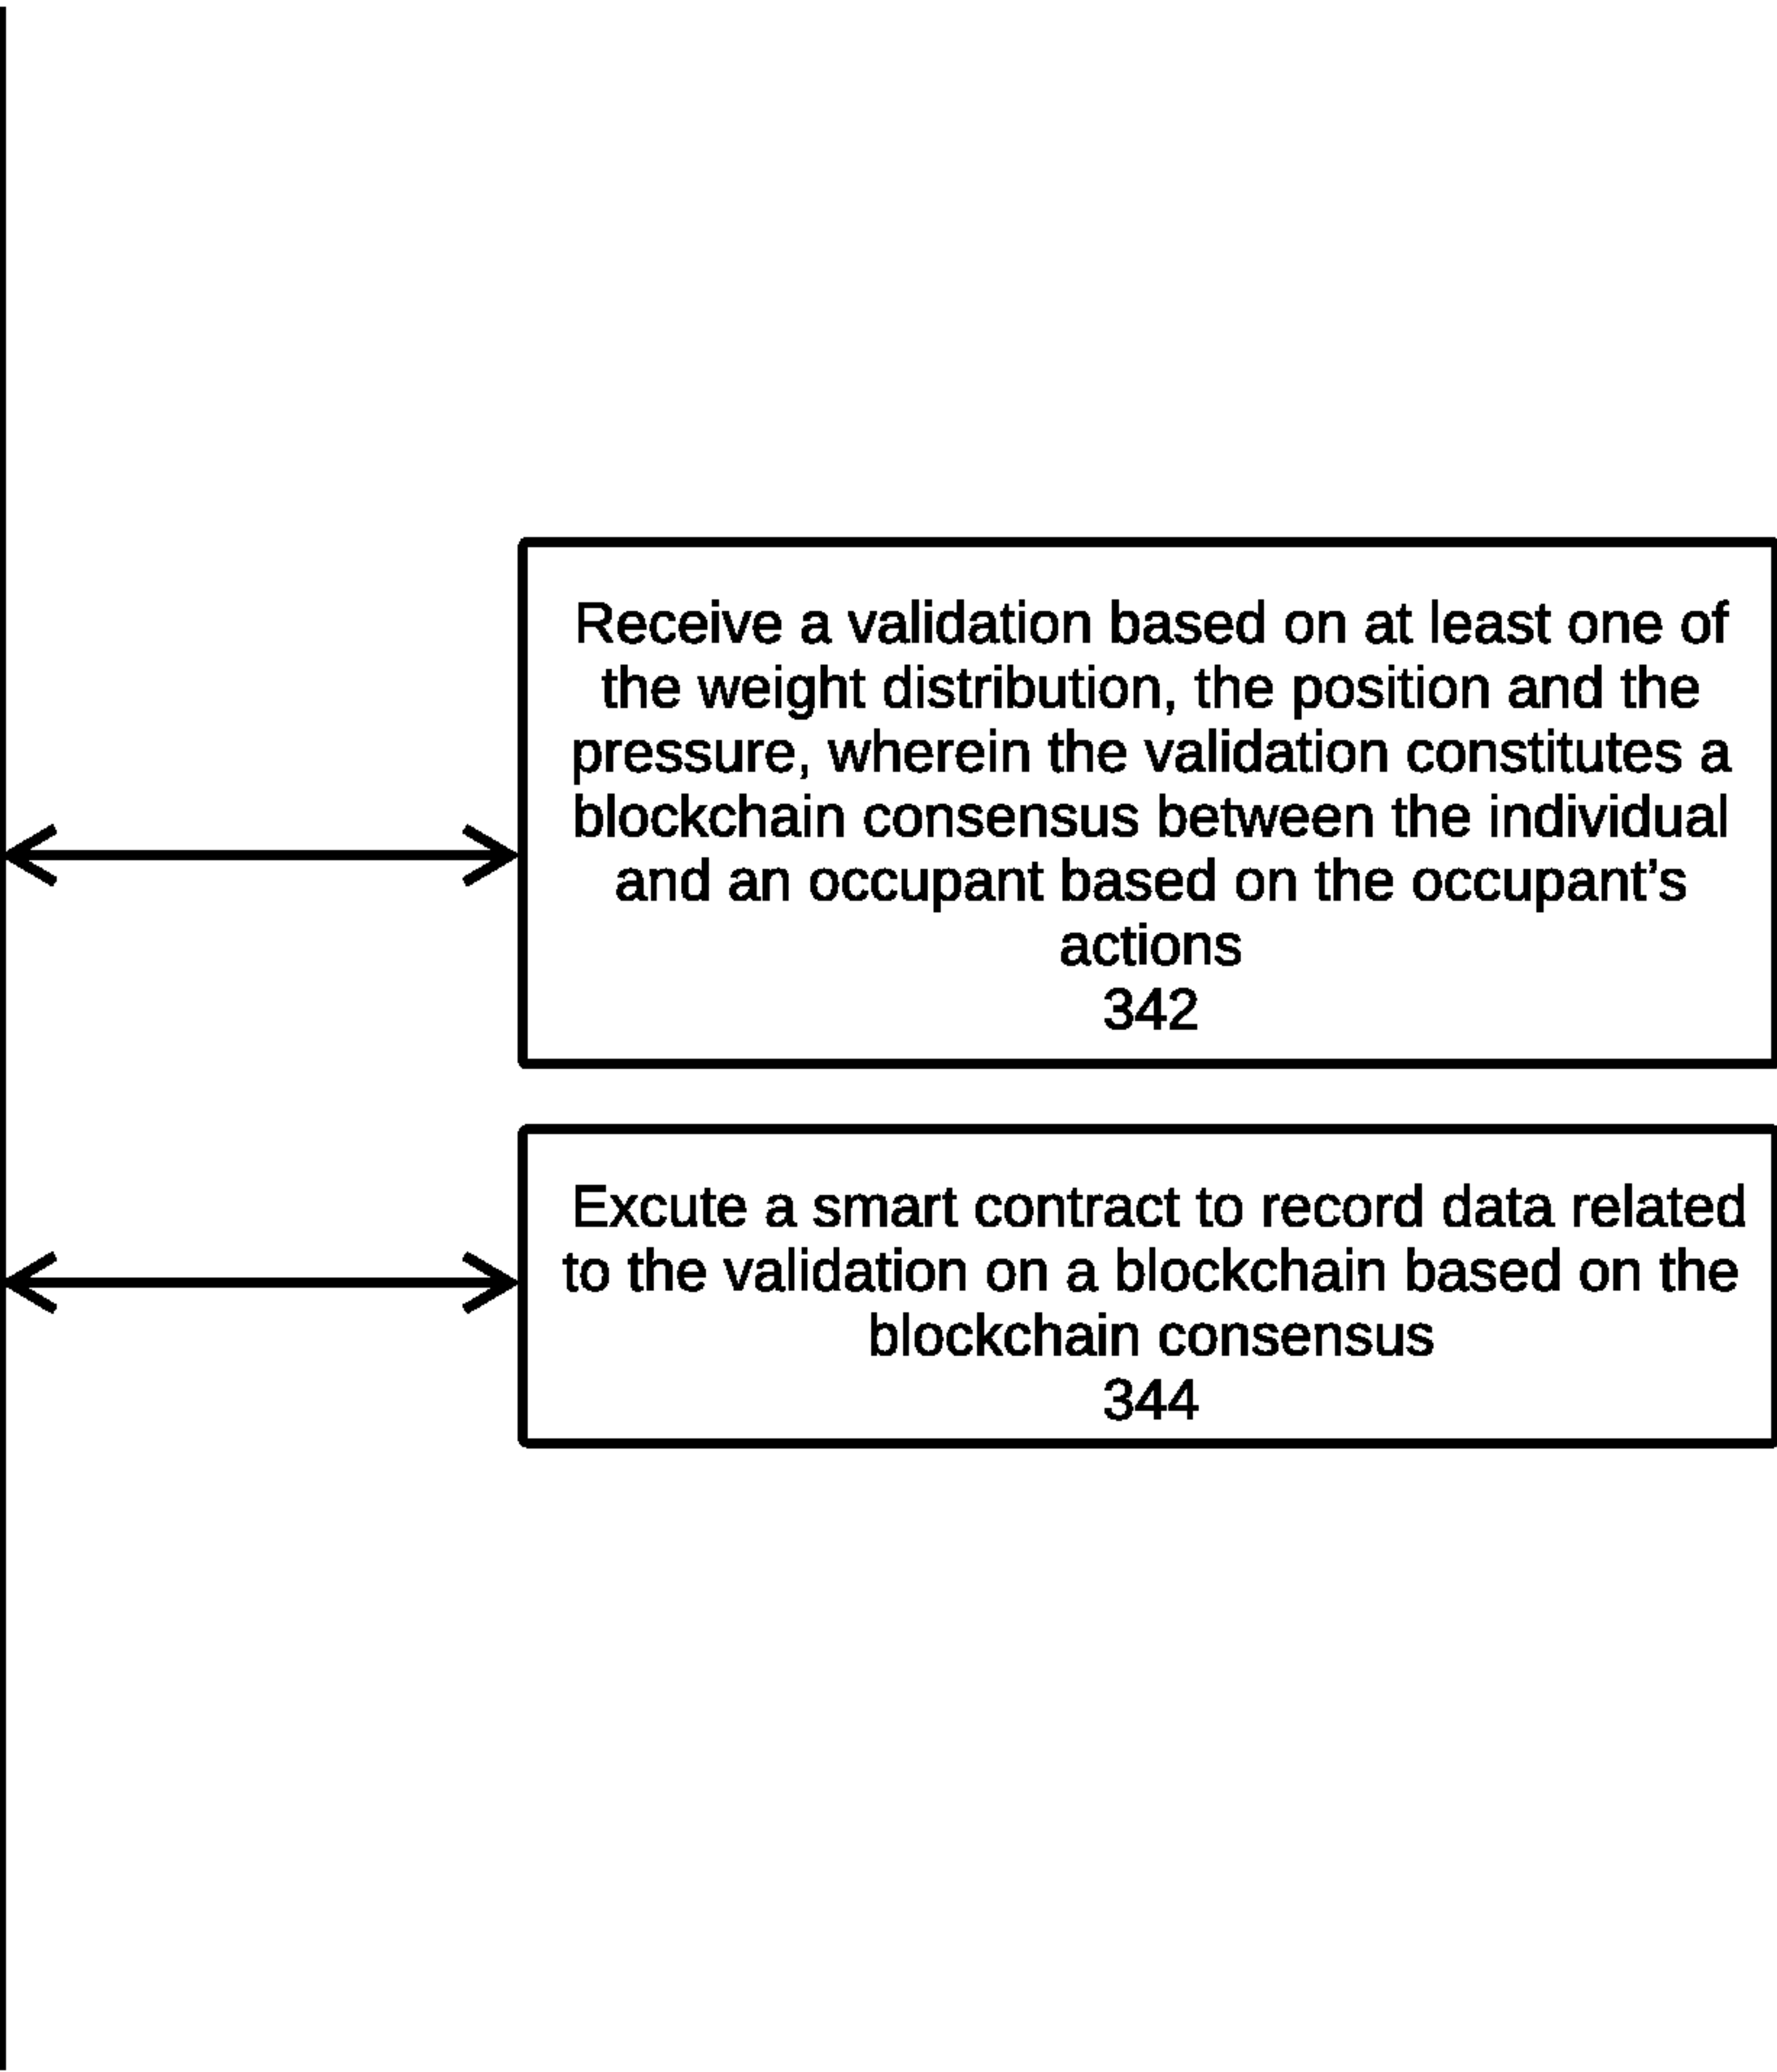 Receive a validation based on at least one of
the weight distribution, the position and the
pressure, wherein the validation constitutes a
blockchain consensus between the individual
and an occupant based on the occupant’s
actions
342
Excute a smart contract to record data related
to the validation on a blockchain based on the
blockchain consensus
344